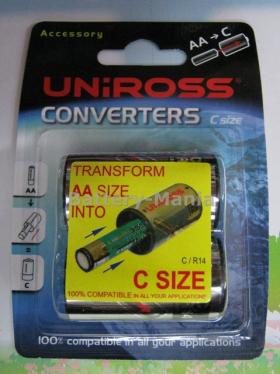 Accessory
AA → C
UNiROSS
CONVERTERS C SIZE
TRANSFORM
AA SIZE
INTO
Battery-Mania
AA
C
C / R14
C SIZE
100% COMPATIBLE IN ALL YOUR APPLICATIONS!
100% compatible in all your applications